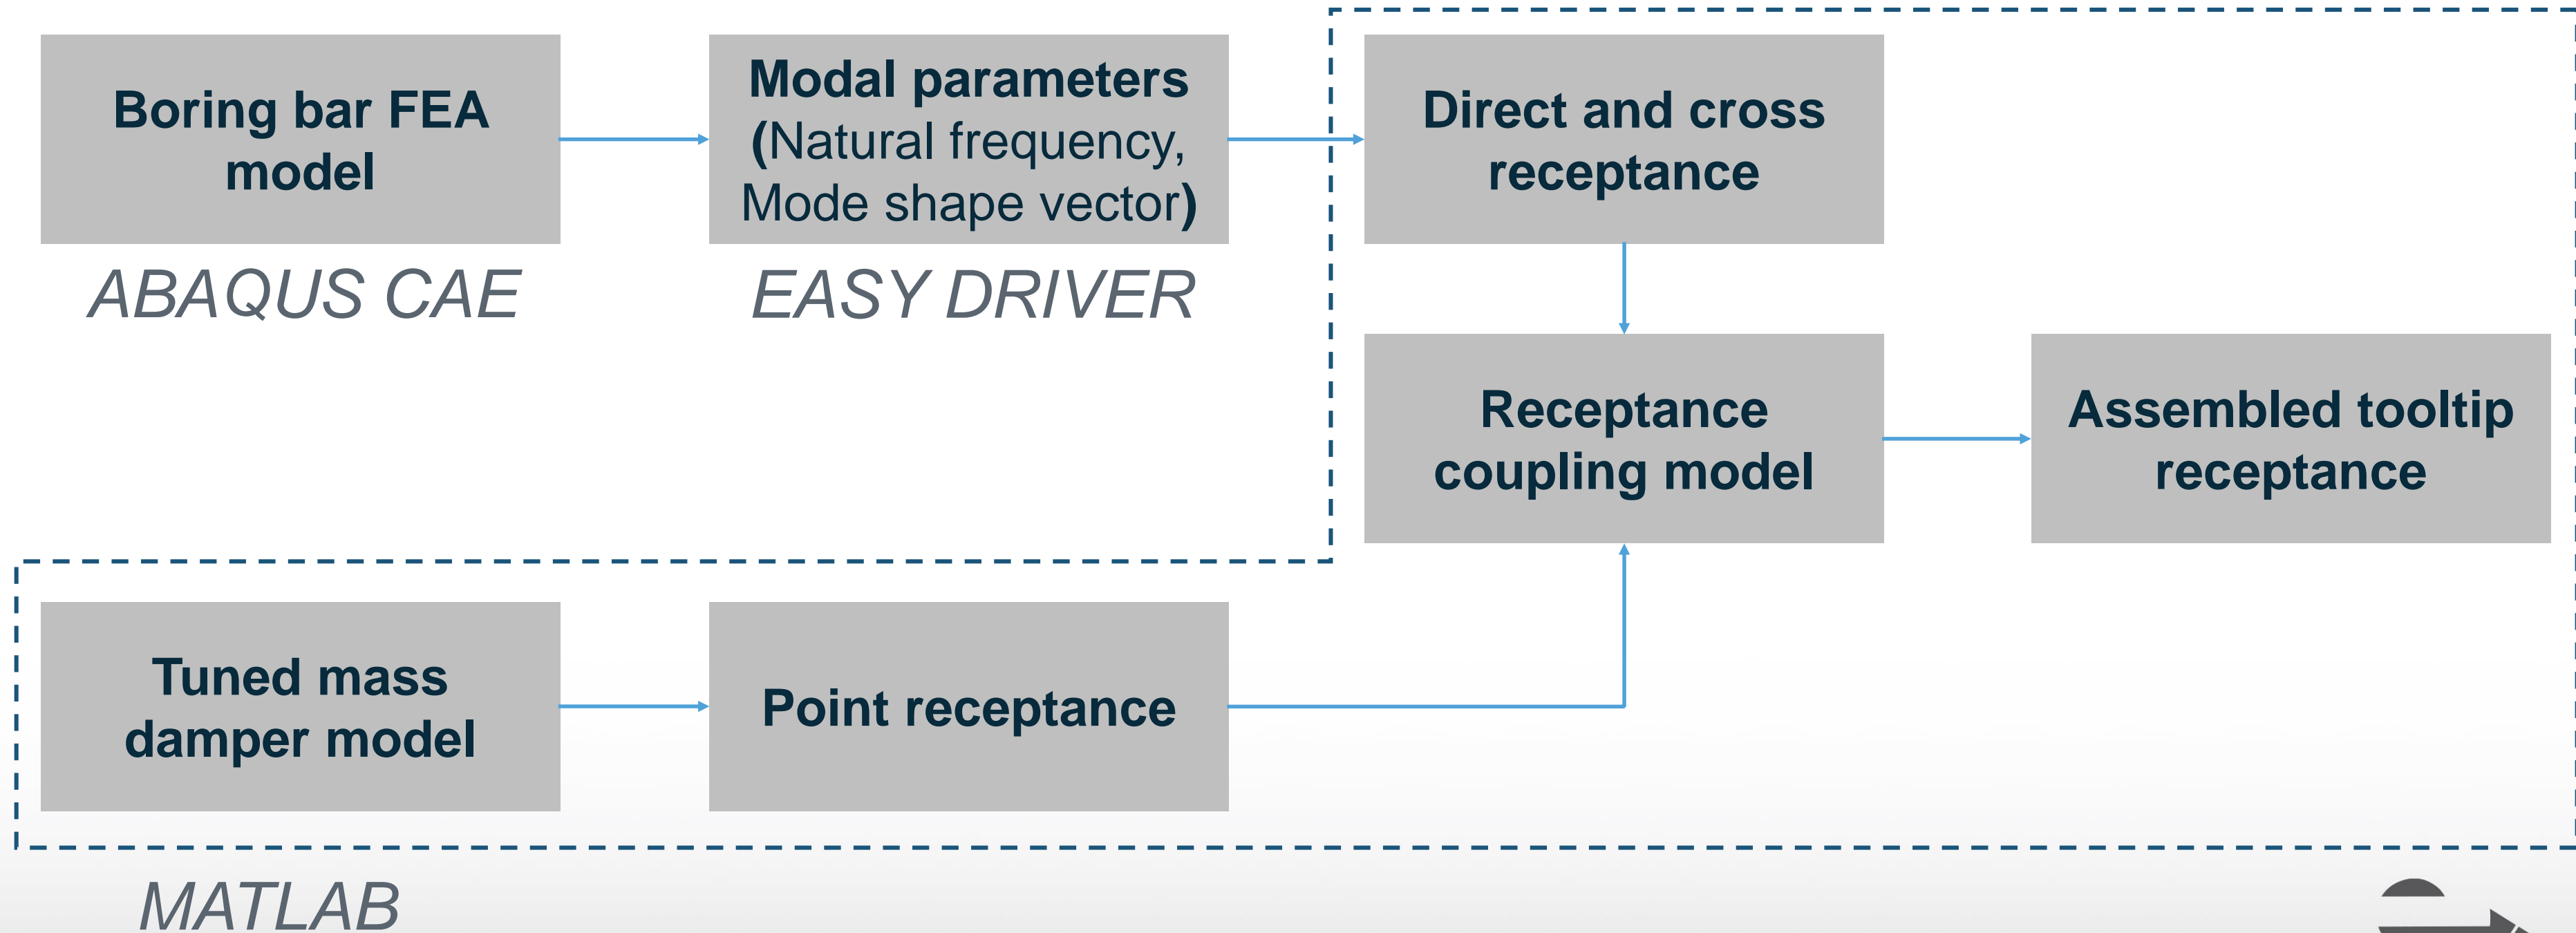 Boring bar FEA
model
ABAQUS CAE
Modal parameters
(Natural frequency,
Mode shape vector)
EASY DRIVER
Direct and cross
receptance
Receptance
coupling model
Assembled tooltip
receptance
Tuned mass
damper model
Point receptance
MATLAB